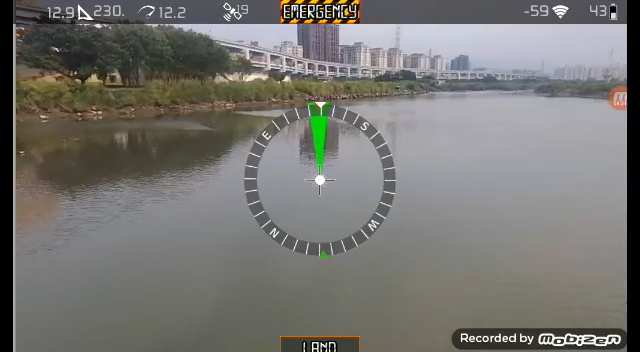 12.9 230. 12.2 19 EMERGENCY -59 43
E S
N W
LAND
Recorded by MOBIZEN